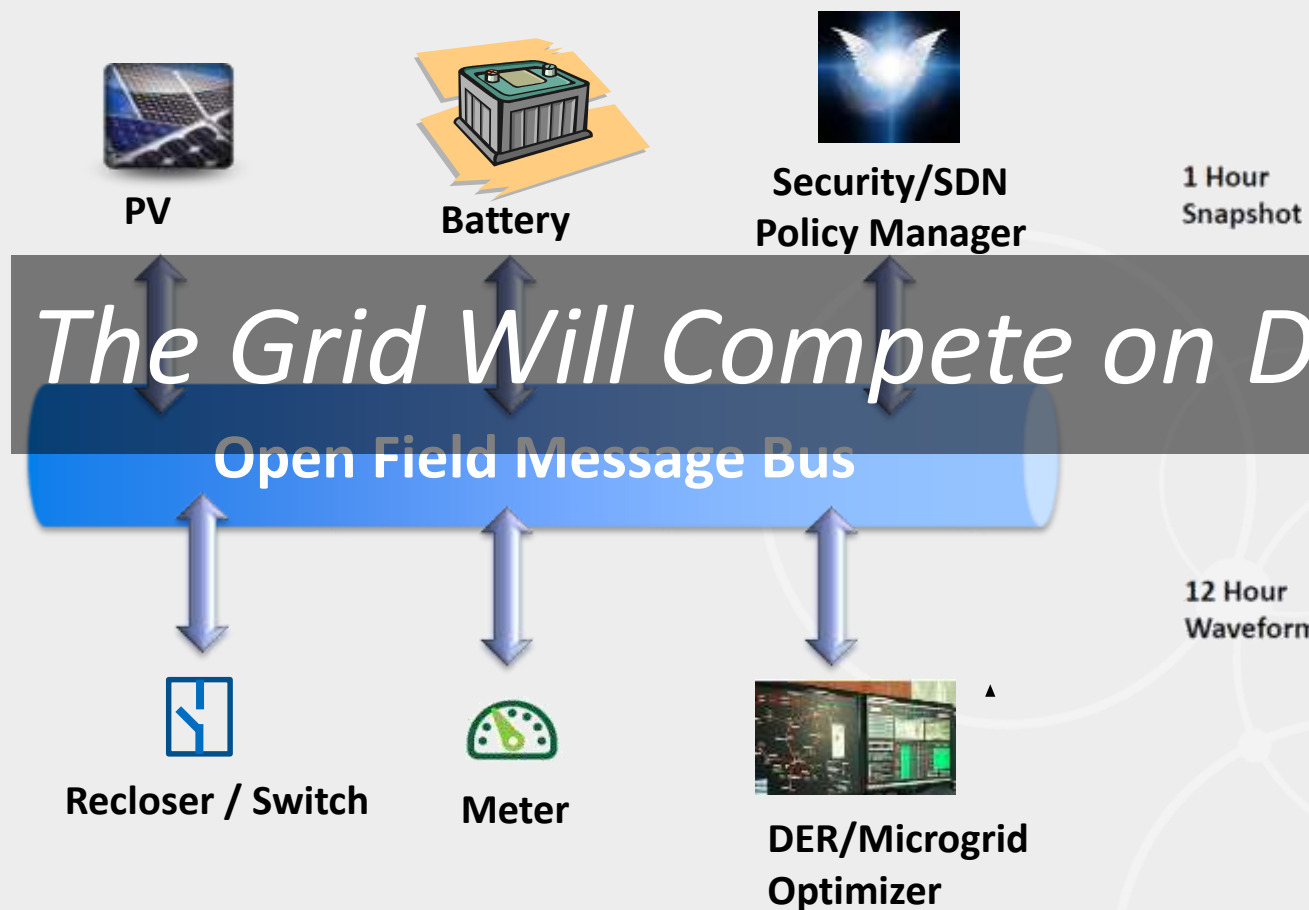 PV
Battery
Security/SDN
Policy Manager
1 Hour
Snapshot
The Grid Will Compete on
Open Field Message Bus
12 Hour
Recloser / Switch
Meter
DER/Microgrid
Optimizer